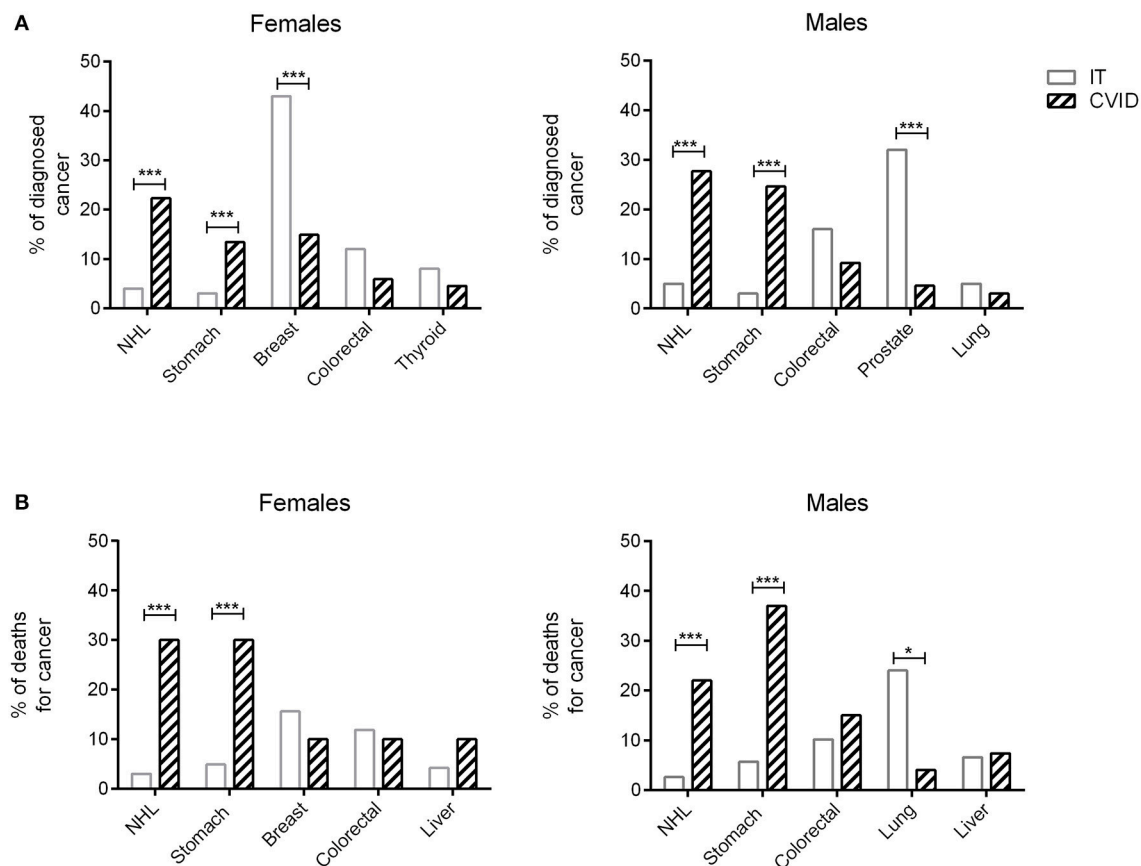 A
Females
Males
IT
CVID
% of diagnosed
cancer
50
40
30
20
10
0
***
***
***
NHL
Stomach
Breast
Colorectal
Thyroid
% of diagnosed
cancer
50
40
30
20
10
0
***
***
***
NHL
Stomach
Colorectal
Prostate
Lung
B
Females
Males
% of deaths
for cancer
50
40
30
20
10
0
***
***
NHL
Stomach
Breast
Colorectal
Liver
% of deaths
for cancer
50
40
30
20
10
0
***
***
*
NHL
Stomach
Colorectal
Lung
Liver